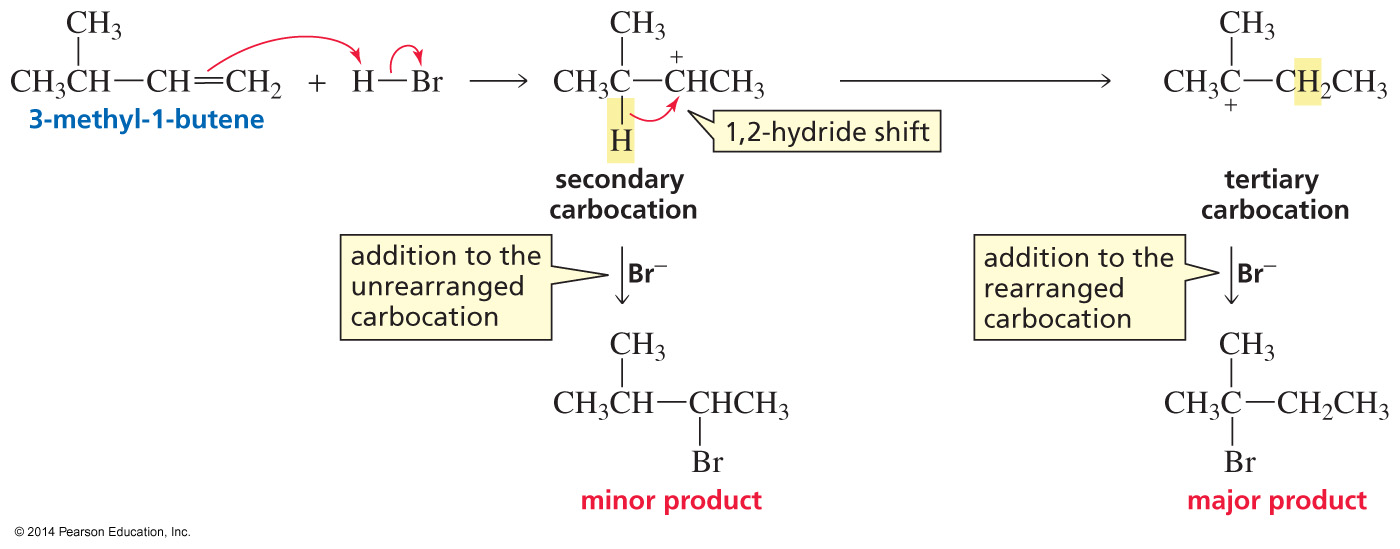 CH₃ CH₃ CH₃
CH₃CH—CH=CH₂ + H—Br → CH₃C—CHCH₃ (+) → CH₃C—CH₂CH₃
3-methyl-1-butene +
H 1,2-hydride shift
secondary
carbocation
tertiary
carbocation
addition to the
unrearranged
carbocation
Br⁻
addition to the
rearranged
carbocation
Br⁻
CH₃ CH₃
CH₃CH—CHCH₃ CH₃C—CH₂CH₃
Br Br
minor product major product
© 2014 Pearson Education, Inc.